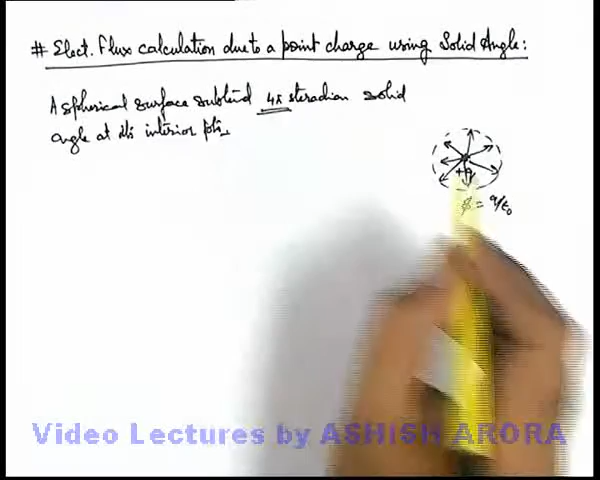 # Elect. Flux calculation due to a point charge using Solid Angle:
A spherical surface subtend 4π steradian solid
angle at its interior pts,
+q
ϕ = q/ε₀
Video Lectures by ASHISH ARORA